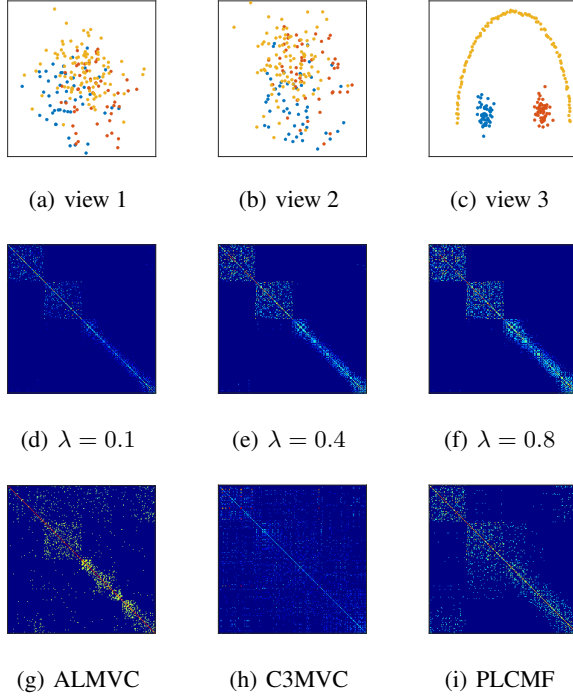 (a) view 1
(b) view 2
(c) view 3
(d) λ = 0.1
(e) λ = 0.4
(f) λ = 0.8
(g) ALMVC
(h) C3MVC
(i) PLCMF